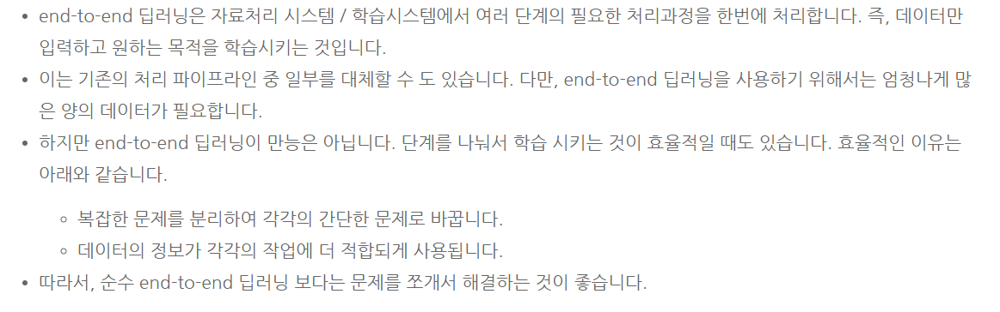 end-to-end 딥러닝은 자료처리 시스템 / 학습시스템에서 여러 단계의 필요한 처리과정을 한번에 처리합니다. 즉, 데이터만
입력하고 원하는 목적을 학습시키는 것입니다.
이는 기존의 처리 파이프라인 중 일부를 대체할 수 도 있습니다. 다만, end-to-end 딥러닝을 사용하기 위해서는 엄청나게 많
은 양의 데이터가 필요합니다.
하지만 end-to-end 딥러닝이 만능은 아닙니다. 단계를 나눠서 학습 시키는 것이 효율적일 때도 있습니다. 효율적인 이유는
아래와 같습니다.
복잡한 문제를 분리하여 각각의 간단한 문제로 바꿉니다.
데이터의 정보가 각각의 작업에 더 적합되게 사용됩니다.
따라서, 순수 end-to-end 딥러닝 보다는 문제를 쪼개서 해결하는 것이 좋습니다.